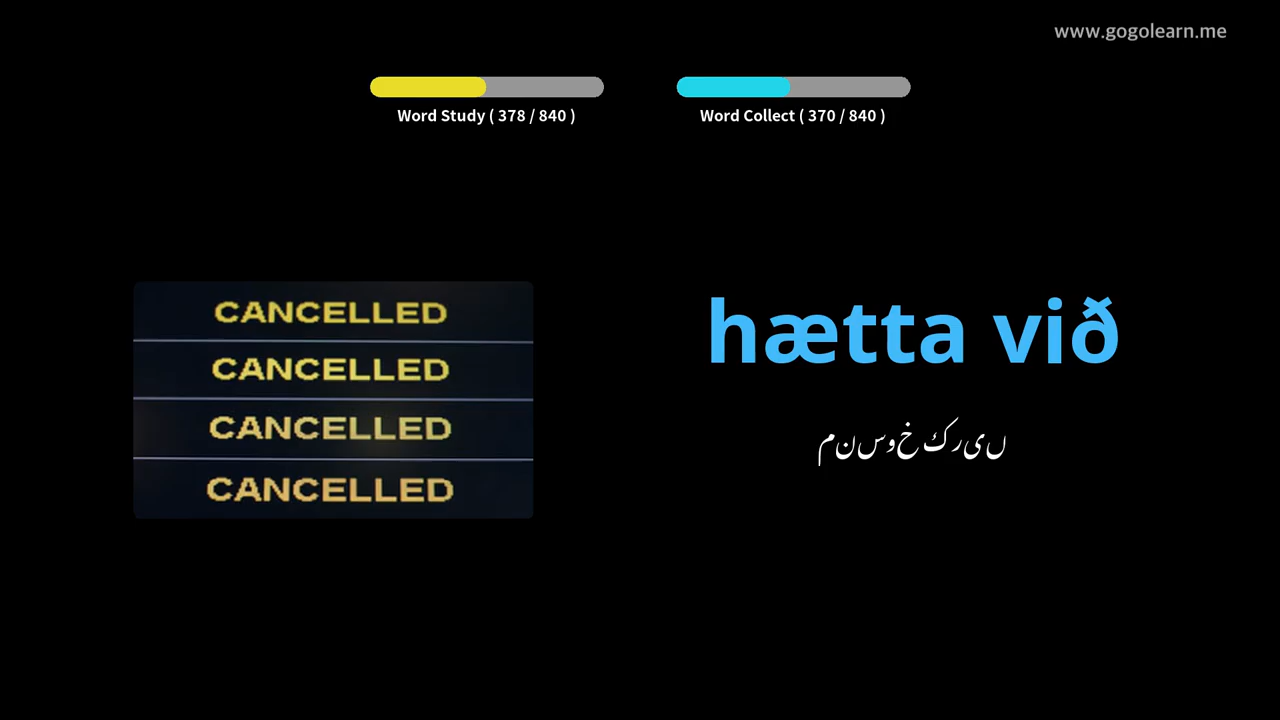 www.gogolearn.me
Word Study ( 378 / 840 )
Word Collect ( 370 / 840 )
CANCELLED
CANCELLED
CANCELLED
CANCELLED
hætta við
منسوخ کریں